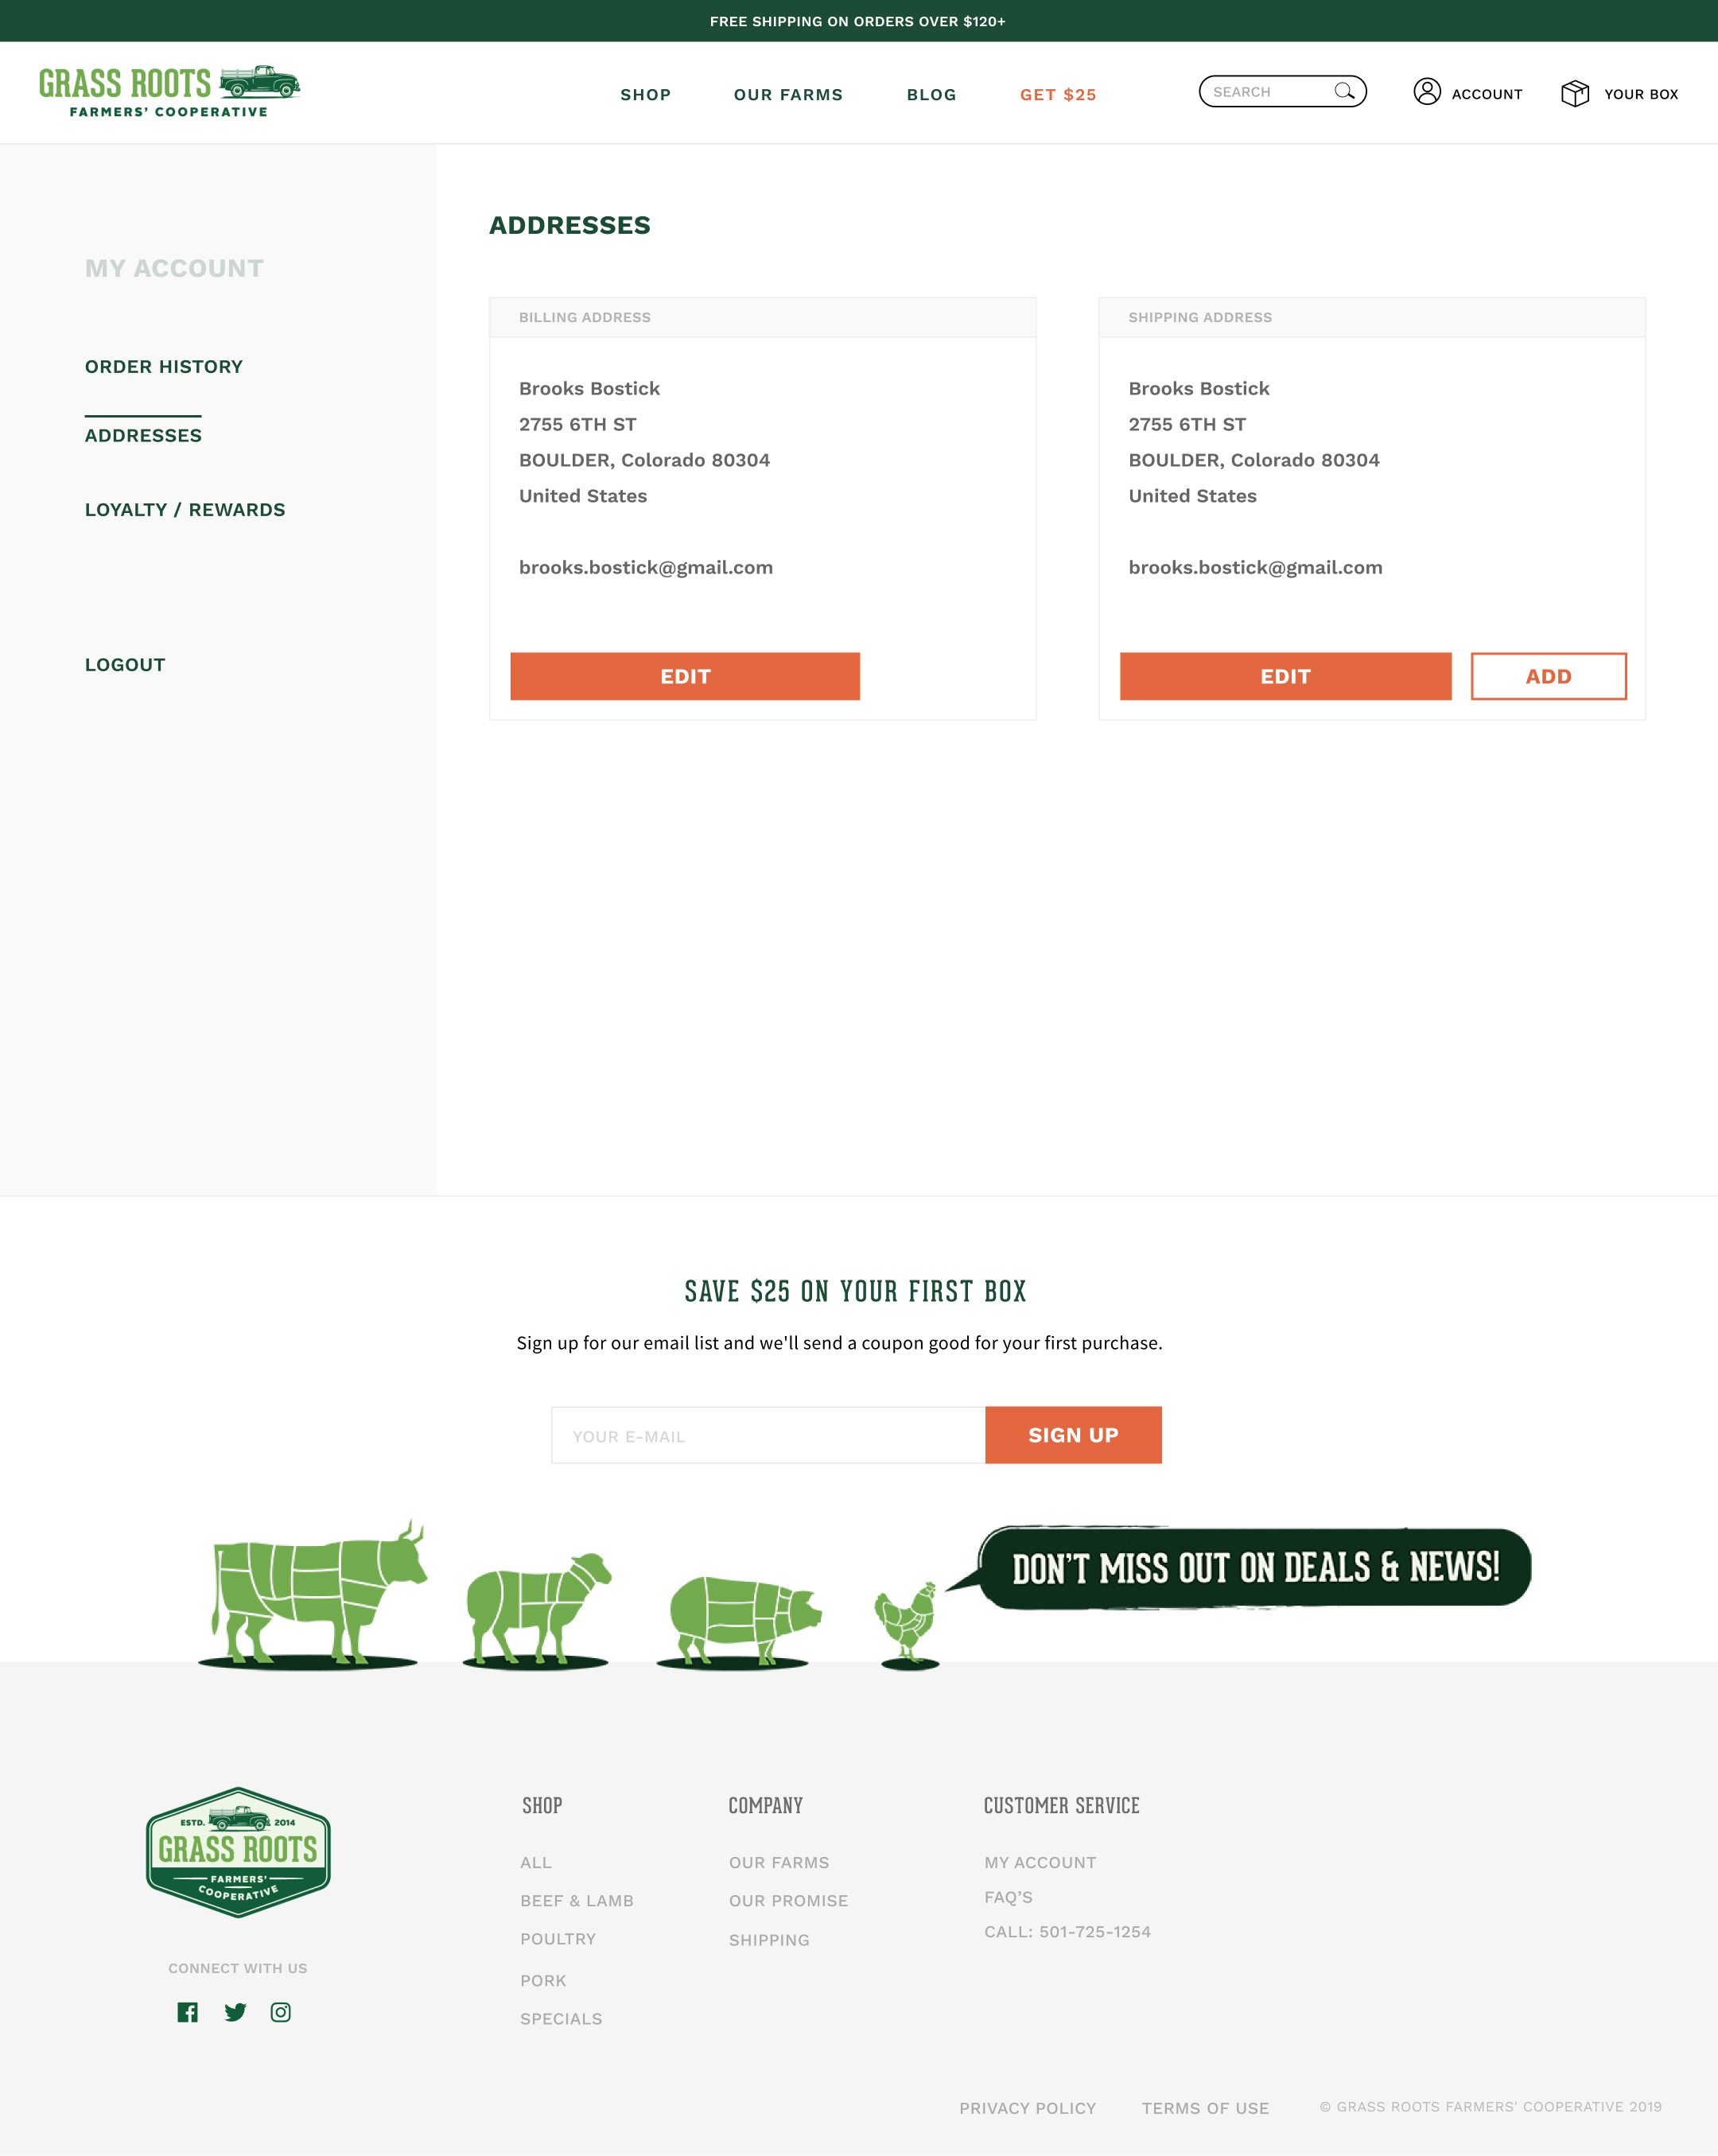 FREE SHIPPING ON ORDERS OVER $120+
GRASS ROOTS
FARMERS' COOPERATIVE
SHOP
OUR FARMS
BLOG
GET $25
SEARCH
ACCOUNT
YOUR BOX
MY ACCOUNT
ORDER HISTORY
ADDRESSES
LOYALTY / REWARDS
LOGOUT
ADDRESSES
BILLING ADDRESS
Brooks Bostick
2755 6TH ST
BOULDER, Colorado 80304
United States
brooks.bostick@gmail.com
EDIT
SHIPPING ADDRESS
Brooks Bostick
2755 6TH ST
BOULDER, Colorado 80304
United States
brooks.bostick@gmail.com
EDIT
ADD
SAVE $25 ON YOUR FIRST BOX
Sign up for our email list and we'll send a coupon good for your first purchase.
YOUR E-MAIL
SIGN UP
DON'T MISS OUT ON DEALS & NEWS!
ESTD. 2014
GRASS ROOTS
FARMERS'
COOPERATIVE
CONNECT WITH US
SHOP
ALL
BEEF & LAMB
POULTRY
PORK
SPECIALS
COMPANY
OUR FARMS
OUR PROMISE
SHIPPING
CUSTOMER SERVICE
MY ACCOUNT
FAQ’S
CALL: 501-725-1254
PRIVACY POLICY
TERMS OF USE
© GRASS ROOTS FARMERS' COOPERATIVE 2019